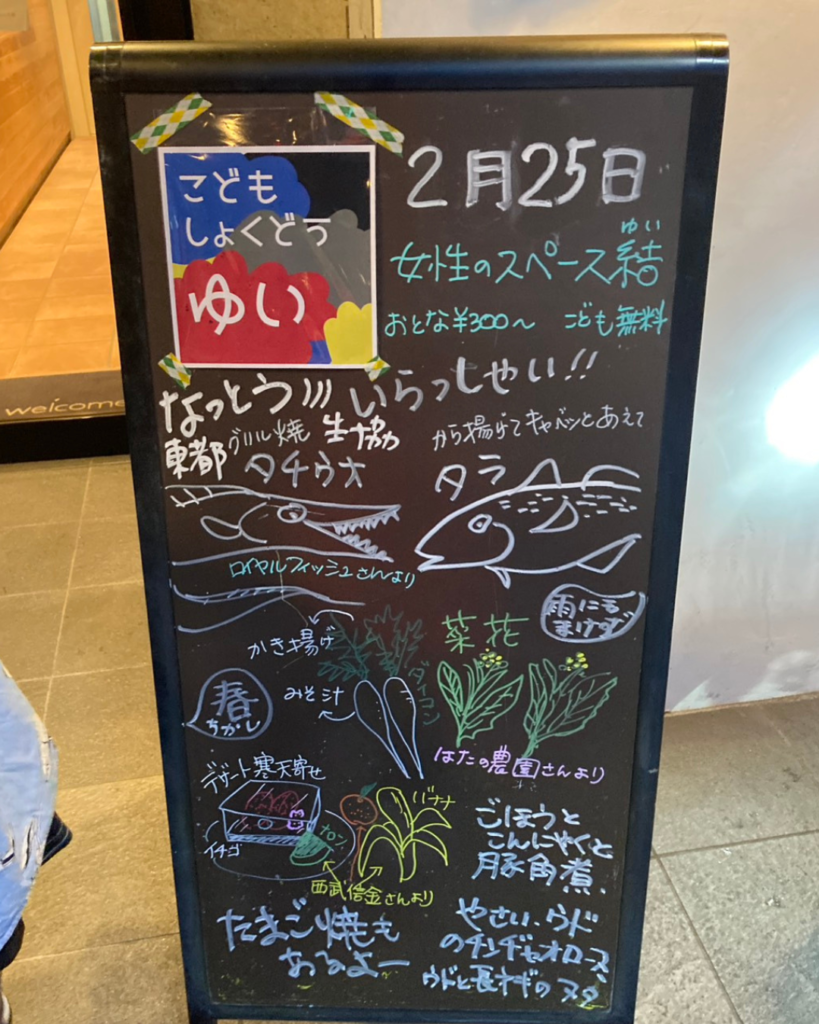 こども
しょくどう
ゆい
2月25日
女性のスペース結
ゆい
おとな¥300〜 こども無料
いらっしゃい!!
なっとう
東都
生協
グリル焼
タチウオ
から揚げてキャベツとあえて
タラ
welcome
ロイヤルフィッシュさんより
雨にも
まけず
かき揚げ
菜花
ダイコン
みそ汁
春
ちかし
はたの農園さんより
デザート寒天寄せ
イチゴ
バナナ
西武信金さんより
ごぼうと
こんにゃくと
豚角煮、
たまご焼も
あるよー
やさい、ウド
のチンジャオロース、
ウドと長ネギのヌタ